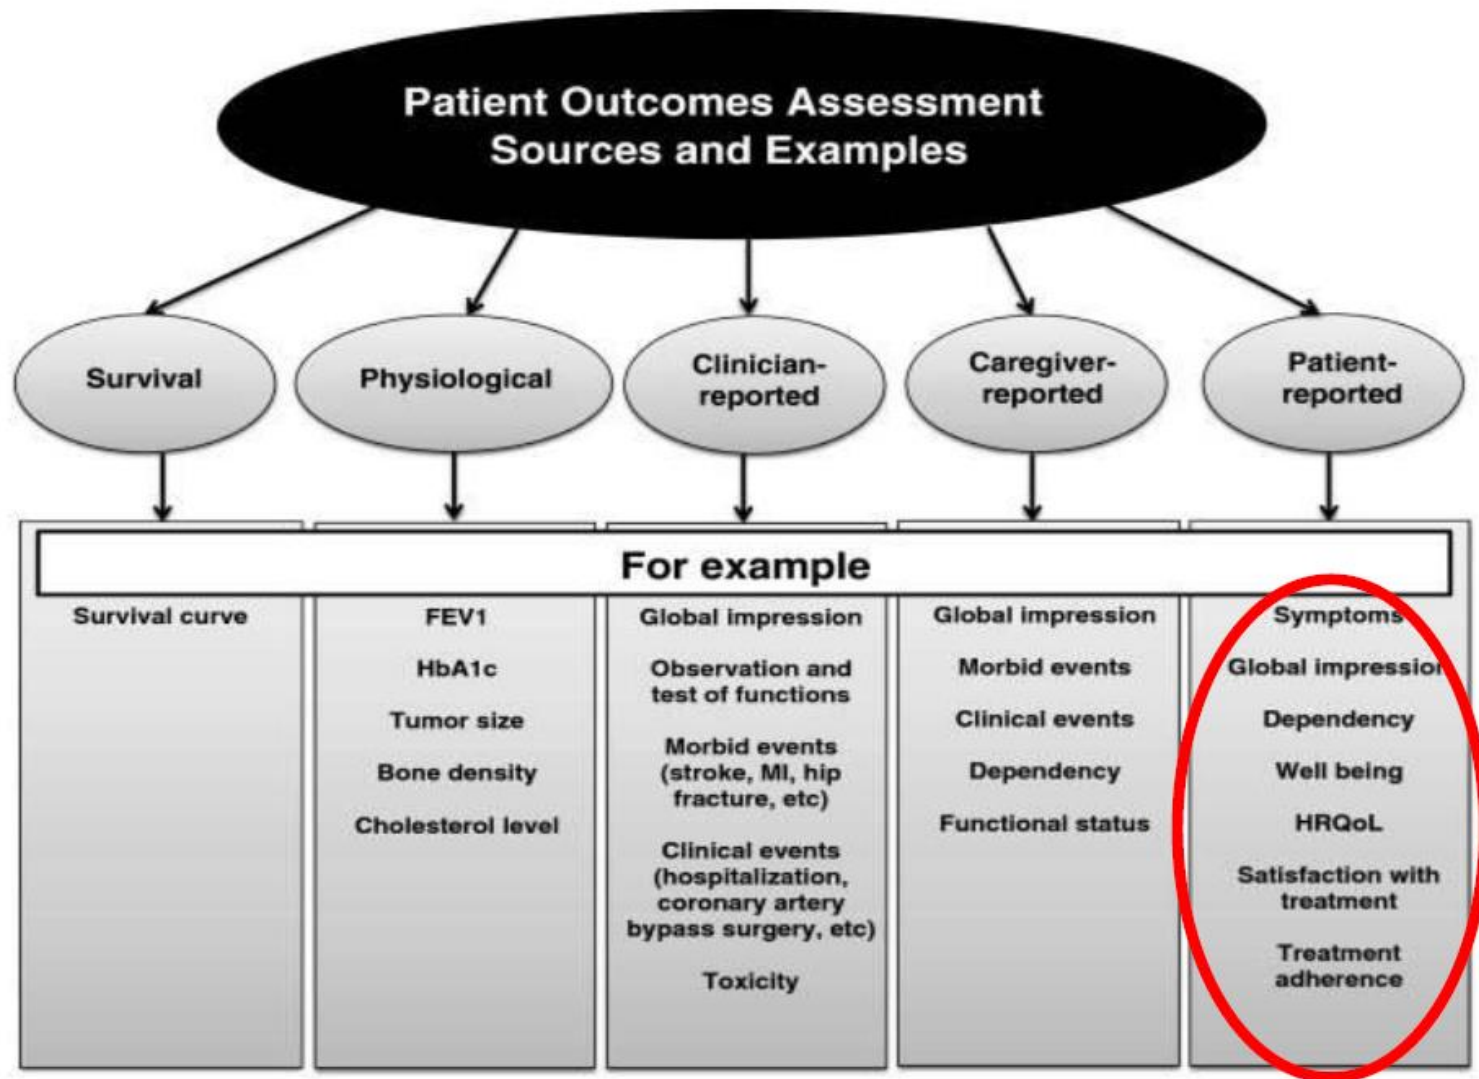 Patient Outcomes Assessment
Sources and Examples
Survival
Physiological
Clinician-
reported
Caregiver-
reported
Patient-
reported
For example
Survival curve
FEV1
HbA1c
Tumor size
Bone density
Cholesterol level
Global impression
Observation and
test of functions
Morbid events
(stroke, MI, hip
fracture, etc)
Clinical events
(hospitalization,
coronary artery
bypass surgery, etc)
Toxicity
Global impression
Morbid events
Clinical events
Dependency
Functional status
Symptoms
Global impression
Dependency
Well being
HRQoL
Satisfaction with
treatment
Treatment
adherence